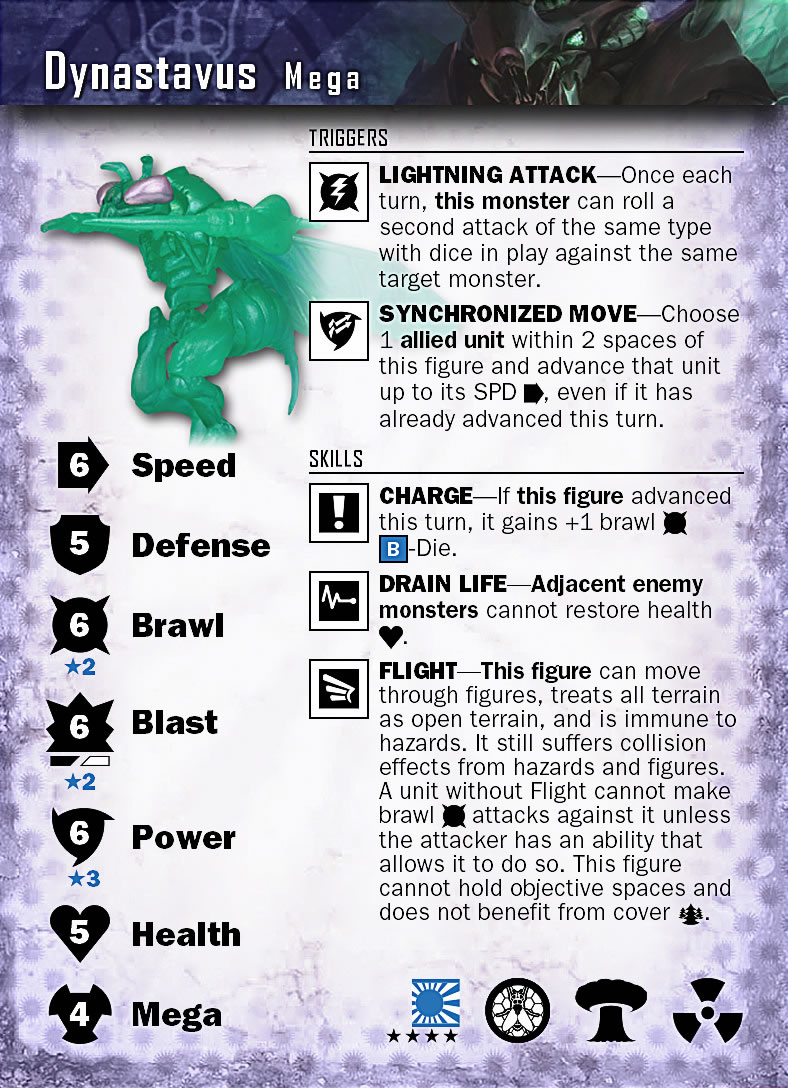 Dynastavus Mega
TRIGGERS
LIGHTNING ATTACK—Once each
turn, this monster can roll a
second attack of the same type
with dice in play against the same
target monster.
SYNCHRONIZED MOVE—Choose
1 allied unit within 2 spaces of
this figure and advance that unit
up to its SPD , even if it has
already advanced this turn.
6 Speed
5 Defense
6 Brawl
★2
6 Blast
★2
6 Power
★3
5 Health
4 Mega
SKILLS
CHARGE—If this figure advanced
this turn, it gains +1 brawl
B-Die.
DRAIN LIFE—Adjacent enemy
monsters cannot restore health
♥.
FLIGHT—This figure can move
through figures, treats all terrain
as open terrain, and is immune to
hazards. It still suffers collision
effects from hazards and figures.
A unit without Flight cannot make
brawl attacks against it unless
the attacker has an ability that
allows it to do so. This figure
cannot hold objective spaces and
does not benefit from cover .
★★★★